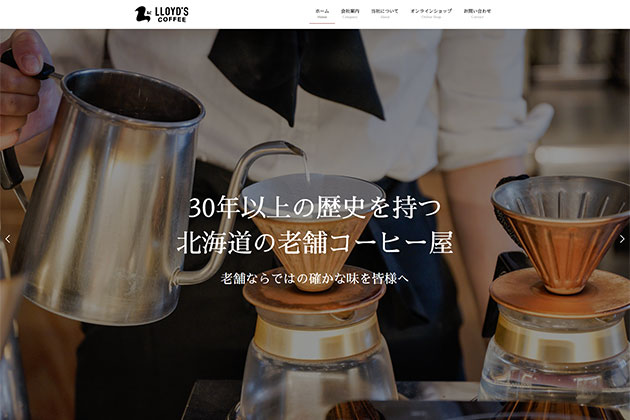 LLOYD'S
COFFEE
ホーム
会社案内
当社について
オンラインショップ
お問い合わせ
Home
Company
About
Online Shop
Contact
30年以上の歴史を持つ
北海道の老舗コーヒー屋
老舗ならではの確かな味を皆様へ